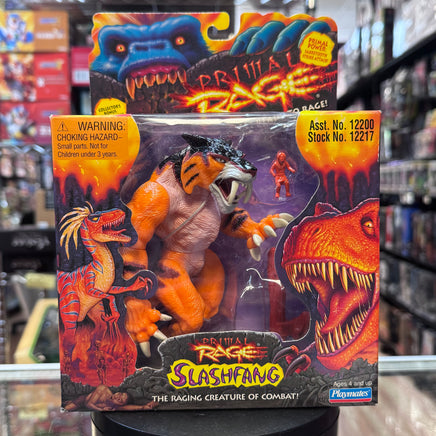 PRIMAL
POWER
PRIMAL
RAGE
O RAGE!
COLLECTOR'S
WARNING:
CHOKING HAZARD—
Small parts. Not for
Children under 3 years.
Asst. No. 12200
Stock No. 12217
PRIMAL
RAGE
SLASHFANG
THE RAGING CREATURE OF COMBAT!
Ages 4 and up
Playmates